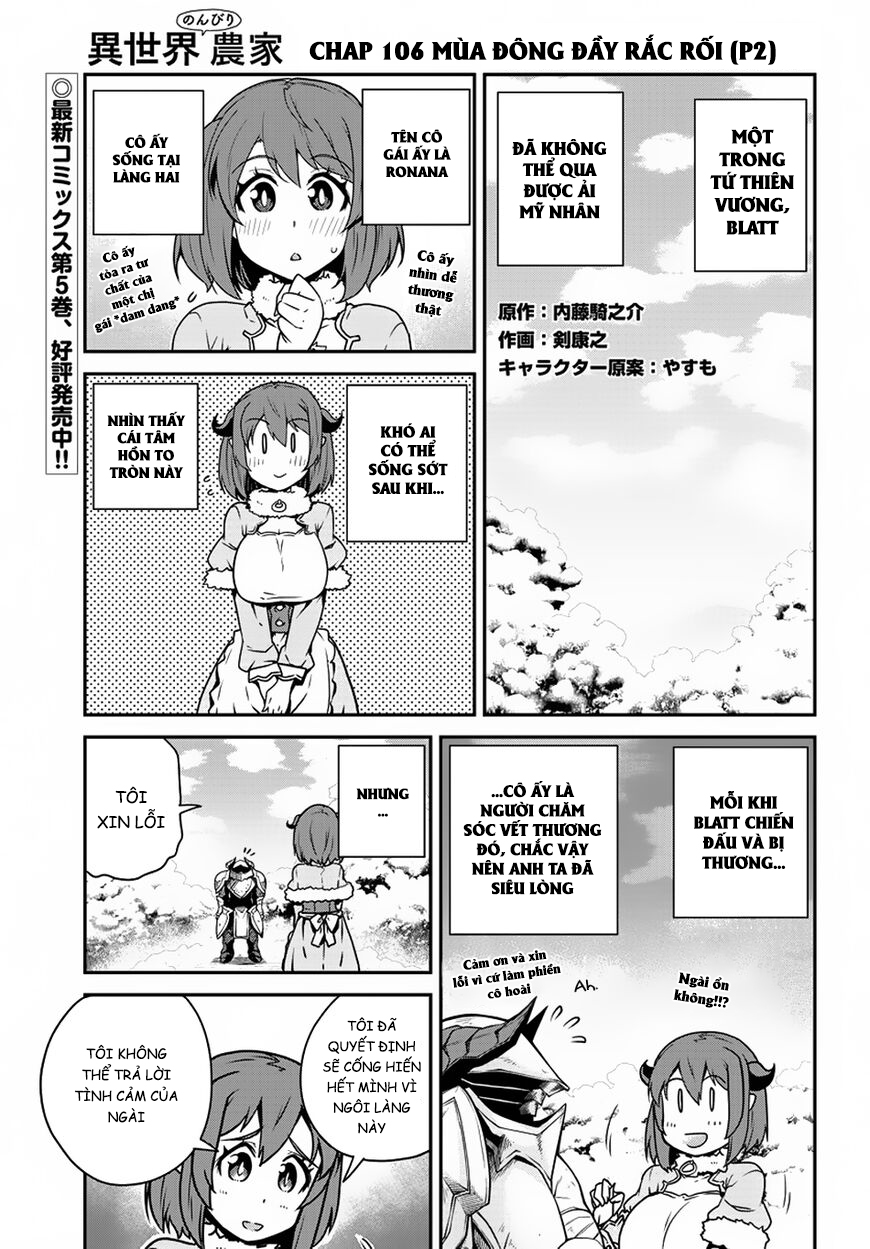 のんびり
異世界 農家
CHAP 106 MÙA ĐÔNG ĐẦY RẮC RỐI (P2)
◎最新コミックス第5巻、好評発売中!!
MỘT
TRONG
TỨ THIÊN
VƯƠNG,
BLATT
ĐÃ KHÔNG
THỂ QUA
ĐƯỢC ẢI
MỸ NHÂN
原作：内藤騎之介
作画：剣康之
キャラクター原案：やすも
TÊN CÔ
GÁI ẤY LÀ
RONANA
CÔ ẤY
SỐNG TẠI
LÀNG HAI
Cô ấy
nhìn dễ
thương
thật
Cô ấy
tỏa ra tư
chất của
một chị
gái *dam dang*
KHÓ AI
CÓ THỂ
SỐNG SÓT
SAU KHI...
NHÌN THẤY
CÁI TÂM
HỒN TO
TRÒN NÀY
MỖI KHI
BLATT CHIẾN
ĐẤU VÀ BỊ
THƯƠNG...
...CÔ ẤY LÀ
NGƯỜI CHĂM
SÓC VẾT THƯƠNG
ĐÓ, CHẮC VẬY
NÊN ANH TA ĐÃ
SIÊU LÒNG
Ngài ổn
không!!?
Ah.
Cảm ơn và xin
lỗi vì cứ làm phiền
cô hoài
NHƯNG
...
TÔI
XIN LỖI
TÔI ĐÃ
QUYẾT ĐỊNH
SẼ CỐNG HIẾN
HẾT MÌNH VÌ
NGÔI LÀNG
NÀY
TÔI KHÔNG
THỂ TRẢ LỜI
TÌNH CẢM CỦA
NGÀI